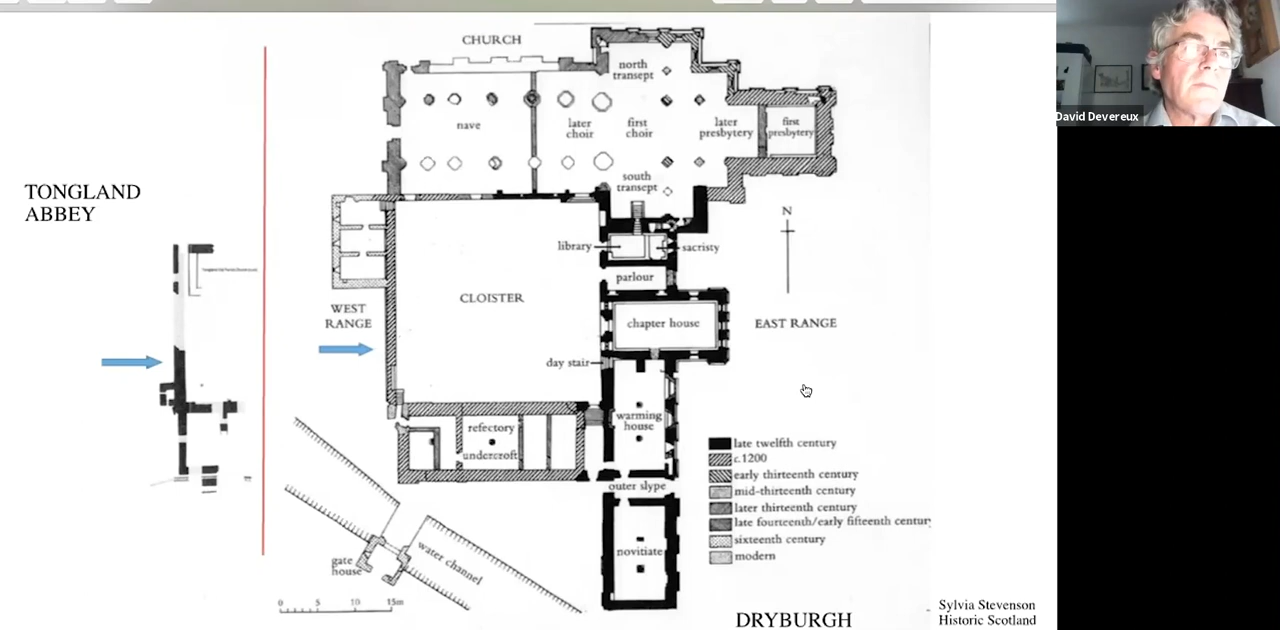 TONGLAND
ABBEY
CHURCH
north
transept
nave
later
choir
first
choir
later
presbytery
first
presbytery
south
transept
library
sacristy
parlour
N
CLOISTER
WEST
RANGE
chapter house
EAST RANGE
day stair
warming
house
refectory
undercroft
outer slype
novitiate
gate
house
water channel
0 5 10 15m
late twelfth century
c.1200
early thirteenth century
mid-thirteenth century
later thirteenth century
late fourteenth/early fifteenth centur
sixteenth century
modern
DRYBURGH
Sylvia Stevenson
Historic Scotland
David Devereux